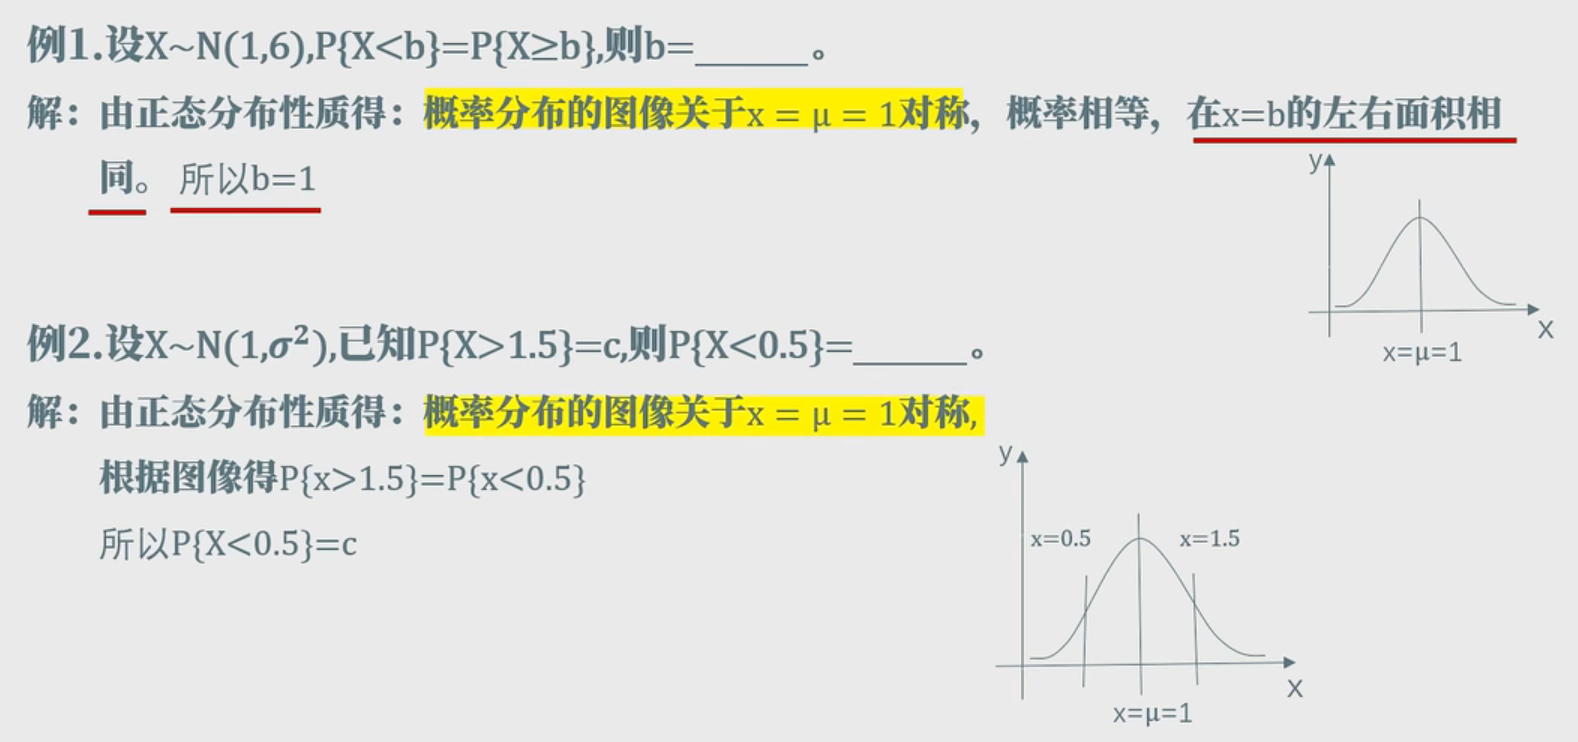 例1.设X~N(1,6),P{X<b}=P{X≥b},则b=______。
解：由正态分布性质得：概率分布的图像关于x = μ = 1对称，概率相等，在x=b的左右面积相
同。所以b=1
y
x
x=μ=1
例2.设X~N(1,σ²),已知P{X>1.5}=c,则P{X<0.5}=______。
解：由正态分布性质得：概率分布的图像关于x = μ = 1对称,
根据图像得P{x>1.5}=P{x<0.5}
所以P{X<0.5}=c
y
x=0.5 x=1.5
x
x=μ=1